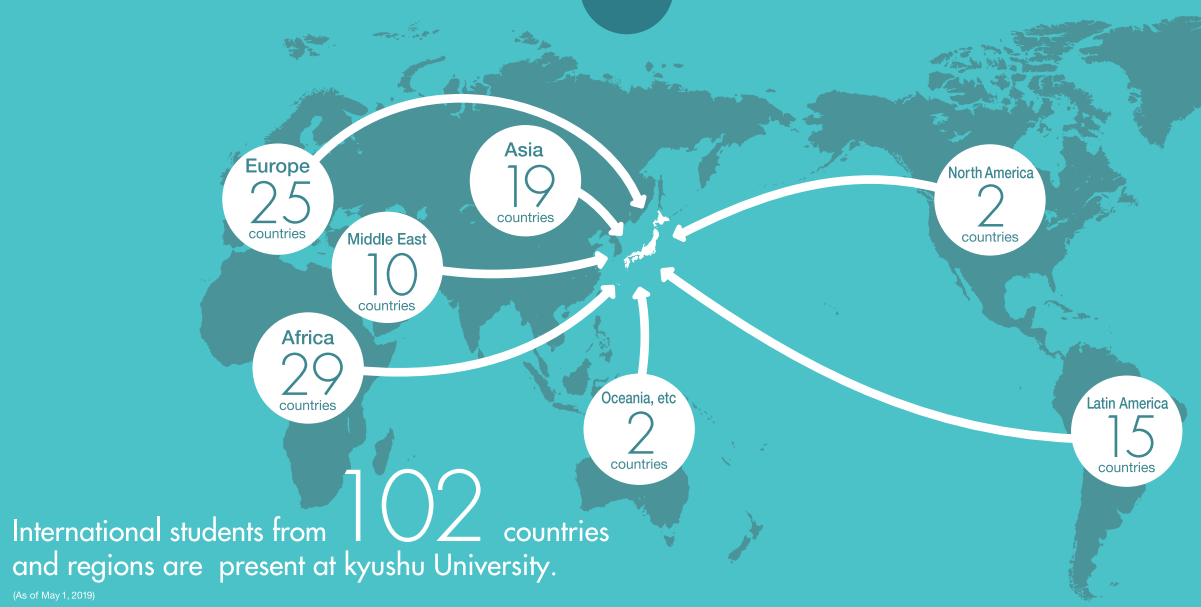 Europe
25
countries
Asia
19
countries
North America
2
countries
Middle East
10
countries
Africa
29
countries
Oceania, etc
2
countries
Latin America
15
countries
International students from 102 countries
and regions are present at kyushu University.
(As of May 1, 2019)